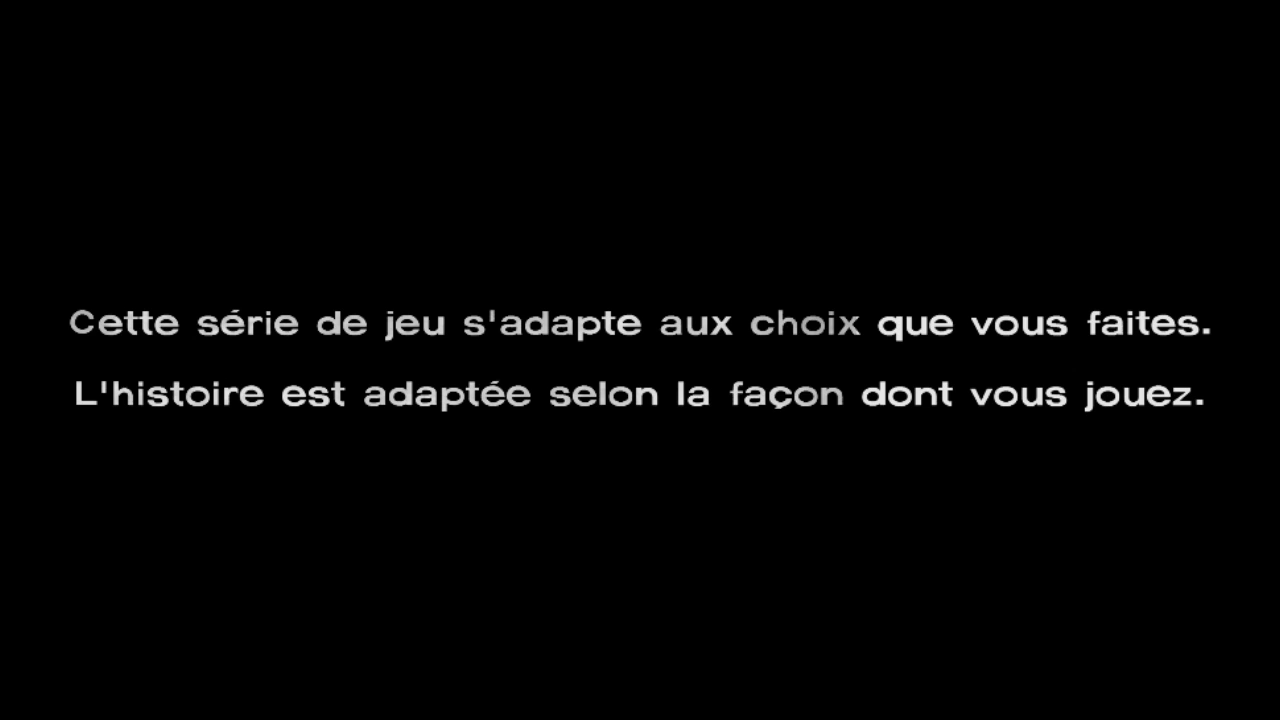 Cette série de jeu s'adapte aux choix que vous faites.
L'histoire est adaptée selon la façon dont vous jouez.